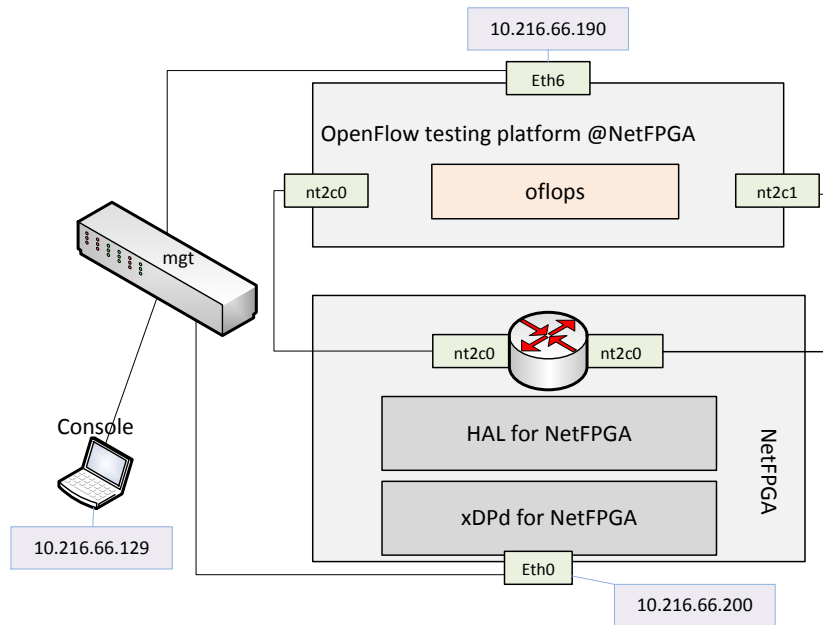 10.216.66.190
Eth6
OpenFlow testing platform @NetFPGA
nt2c0
oflops
nt2c1
mgt
nt2c0
nt2c0
Console
HAL for NetFPGA
NetFPGA
xDPd for NetFPGA
10.216.66.129
Eth0
10.216.66.200